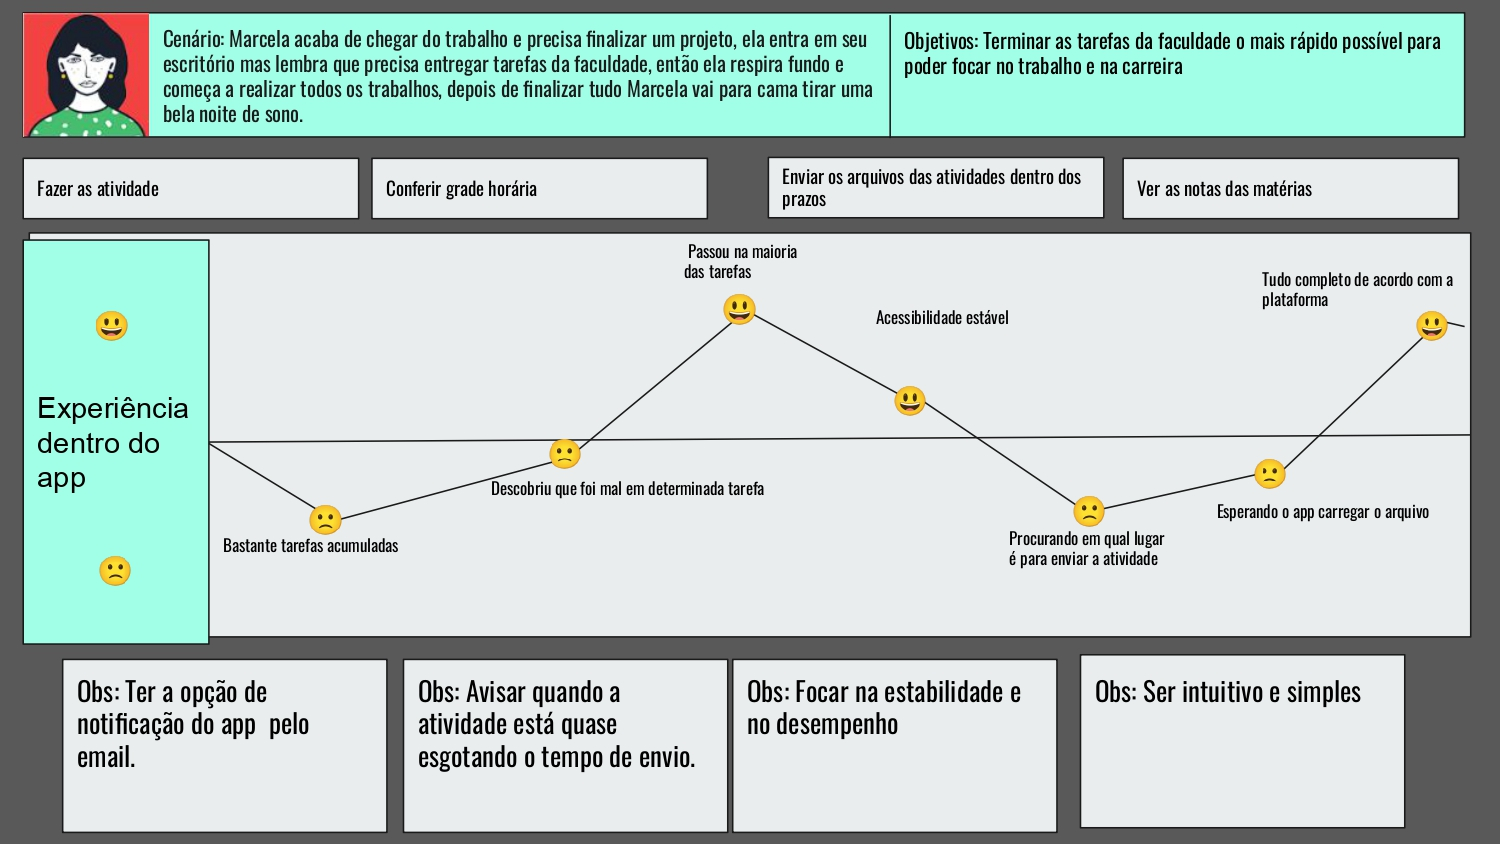 Cenário: Marcela acaba de chegar do trabalho e precisa finalizar um projeto, ela entra em seu
escritório mas lembra que precisa entregar tarefas da faculdade, então ela respira fundo e
começa a realizar todos os trabalhos, depois de finalizar tudo Marcela vai para cama tirar uma
bela noite de sono.
Objetivos: Terminar as tarefas da faculdade o mais rápido possível para
poder focar no trabalho e na carreira
Fazer as atividade
Conferir grade horária
Enviar os arquivos das atividades dentro dos
prazos
Ver as notas das matérias
Experiência
dentro do
app
Bastante tarefas acumuladas
Descobriu que foi mal em determinada tarefa
Passou na maioria
das tarefas
Acessibilidade estável
Procurando em qual lugar
é para enviar a atividade
Esperando o app carregar o arquivo
Tudo completo de acordo com a
plataforma
Obs: Ter a opção de
notificação do app pelo
email.
Obs: Avisar quando a
atividade está quase
esgotando o tempo de envio.
Obs: Focar na estabilidade e
no desempenho
Obs: Ser intuitivo e simples